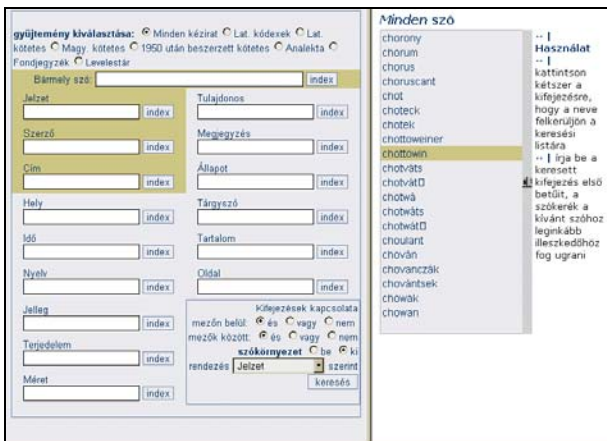 gyűjtemény kiválasztása: Minden kézirat Lat. kódexek Lat.
kötetes Magy. kötetes 1950 után beszerzett kötetes Analekta
Fondjegyzék Levelestár
Bármely szó: index
Jelzet
index
Szerző
index
Cím
index
Hely
index
Idő
index
Nyelv
index
Jelleg
index
Terjedelem
index
Méret
index
Tulajdonos
index
Megjegyzés
index
Állapot
index
Tárgyszó
index
Tartalom
index
Oldal
index
Kifejezések kapcsolata
mezőn belül: és vagy nem
mezők között: és vagy nem
szókörnyezet be ki
rendezés Jelzet szerint
keresés
Minden szó
chorony
chorum
chorus
choruscant
chot
choteck
chotek
chottoweiner
chottowin
chotváts
chotvát□
chotwá
chotwáts
chotwát□
choulant
chován
chovanczák
chovántsek
chowak
chowan
·· |
Használat
·· |
kattintson
kétszer a
kifejezésre,
hogy a neve
felkerüljön a
keresési
listára
·· | írja be a
keresett
kifejezés első
betűit, a
szókerék a
kívánt szóhoz
leginkább
illeszkedőhöz
fog ugrani